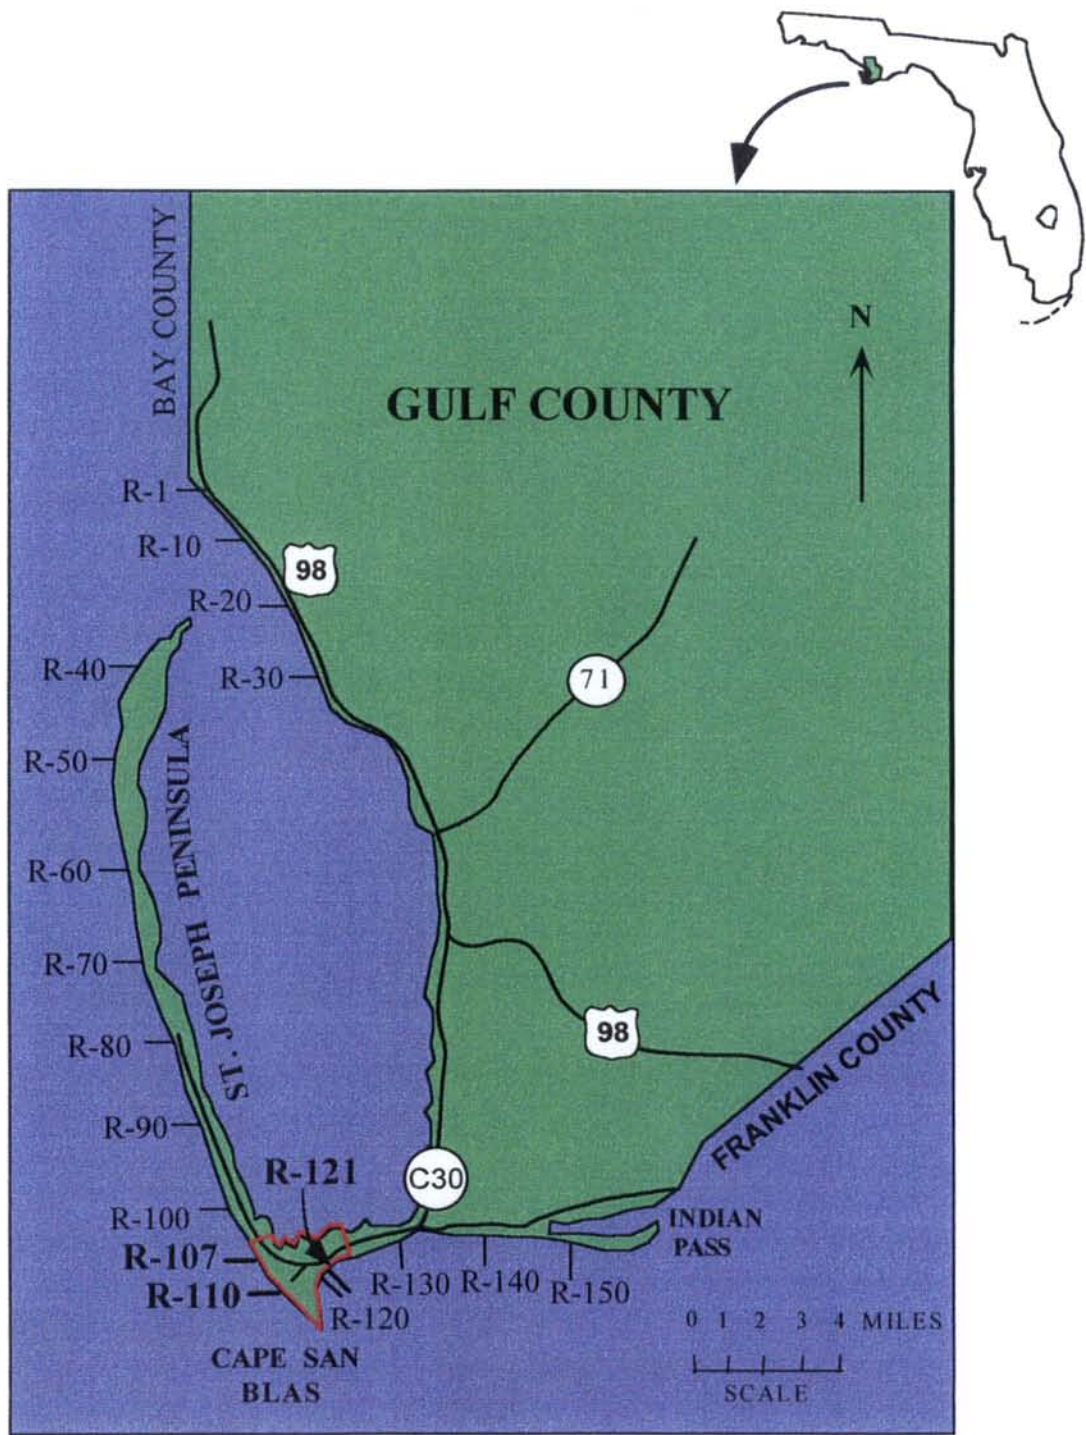 N
BAY COUNTY
GULF COUNTY
R-1
R-10
98
R-20
R-40
R-30
71
R-50
ST. JOSEPH PENINSULA
R-60
R-70
98
R-80
FRANKLIN COUNTY
R-90
R-121
C30
R-100
INDIAN
PASS
R-107
R-110
R-130
R-140
R-150
R-120
0 1 2 3 4 MILES
SCALE
CAPE SAN
BLAS